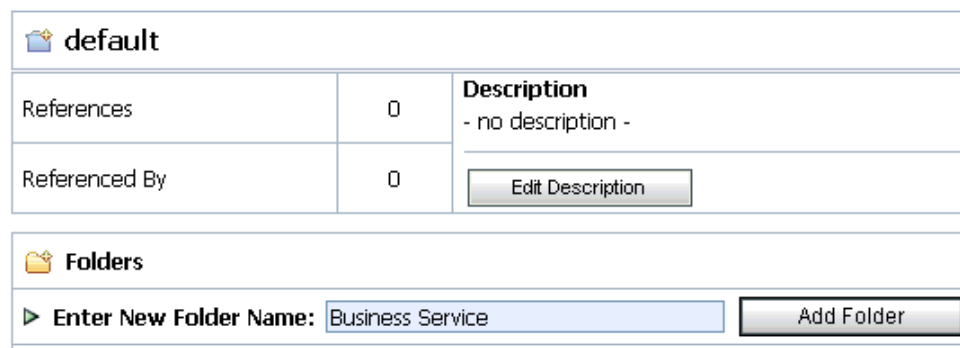 default
References 0
Description
- no description -
Referenced By 0
Edit Description
Folders
Enter New Folder Name: Business Service Add Folder